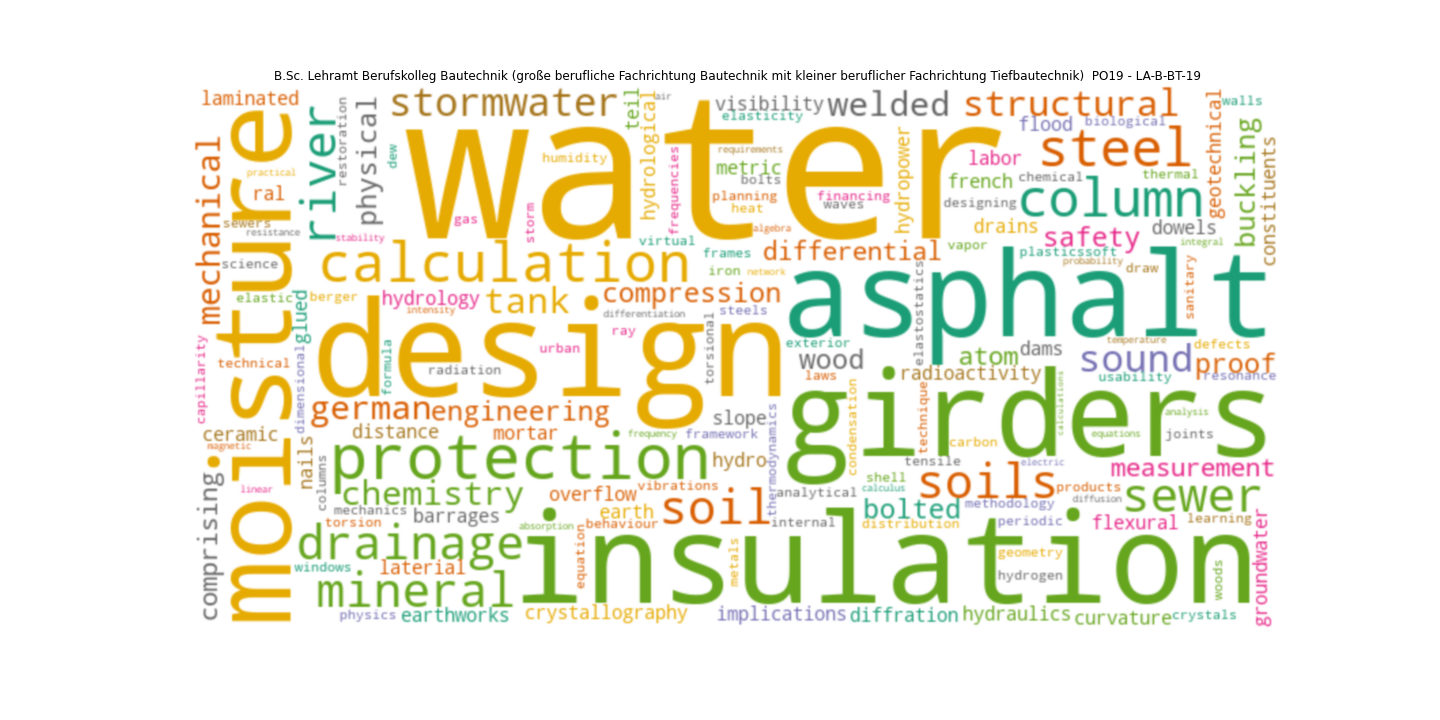 B.Sc. Lehramt Berufskolleg Bautechnik (große berufliche Fachrichtung Bautechnik mit kleiner beruflicher Fachrichtung Tiefbautechnik)  PO19 - LA-B-BT-19
laminated
river
restoration
physical
stormwater
teil
air
hydrological
visibility
elasticity
welded
structural
geotechnical
walls
flood
biological
water
mechanical
moisture
practical
ral
sewers
resistance
science
dew
humidity
frequencies
requirements
metric
bolts
planning
heat
algebra
financing
waves
hydropower
labor
french
designing
chemical
steel
thermal
column
buckling
constituents
gas
storm
stability
virtual
frames
differential
drains
vapor
safety
dowels
integral
plasticssoft
probability
draw
sanitary
calculation
iron
network
elastic
glued
berger
hydrology
intensity
tank
compression
differentiation
steels
asphalt
elastostatics
design
ray
urban
torsional
exterior
wood
laws
atom
dams
temperature
defects
sound
proof
usability
resonance
capillarity
technical
dimensional
formula
radiation
radioactivity
girders
german
engineering
slope
condensation
technique
calculations
analysis
equations
joints
ceramic
magnetic
nails
distance
mortar
frequency
framework
thermodynamics
carbon
protection
hydro
tensile
electric
measurement
comprising
linear
columns
chemistry
overflow
vibrations
analytical
shell
calculus
soils
products
diffusion
sewer
methodology
mechanics
torsion
barrages
absorption
behaviour
earth
soil
internal
bolted
distribution
periodic
flexural
learning
groundwater
drainage
windows
laterial
equation
insulation
metals
geometry
hydrogen
woods
mineral
physics
earthworks
crystallography
implications
diffration
hydraulics
curvature
crystals